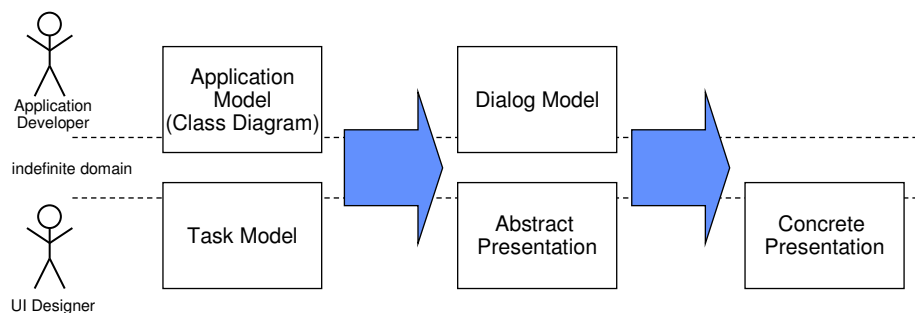 Application
Developer
Application
Model
(Class Diagram)
Dialog Model
indefinite domain
UI Designer
Task Model
Abstract
Presentation
Concrete
Presentation